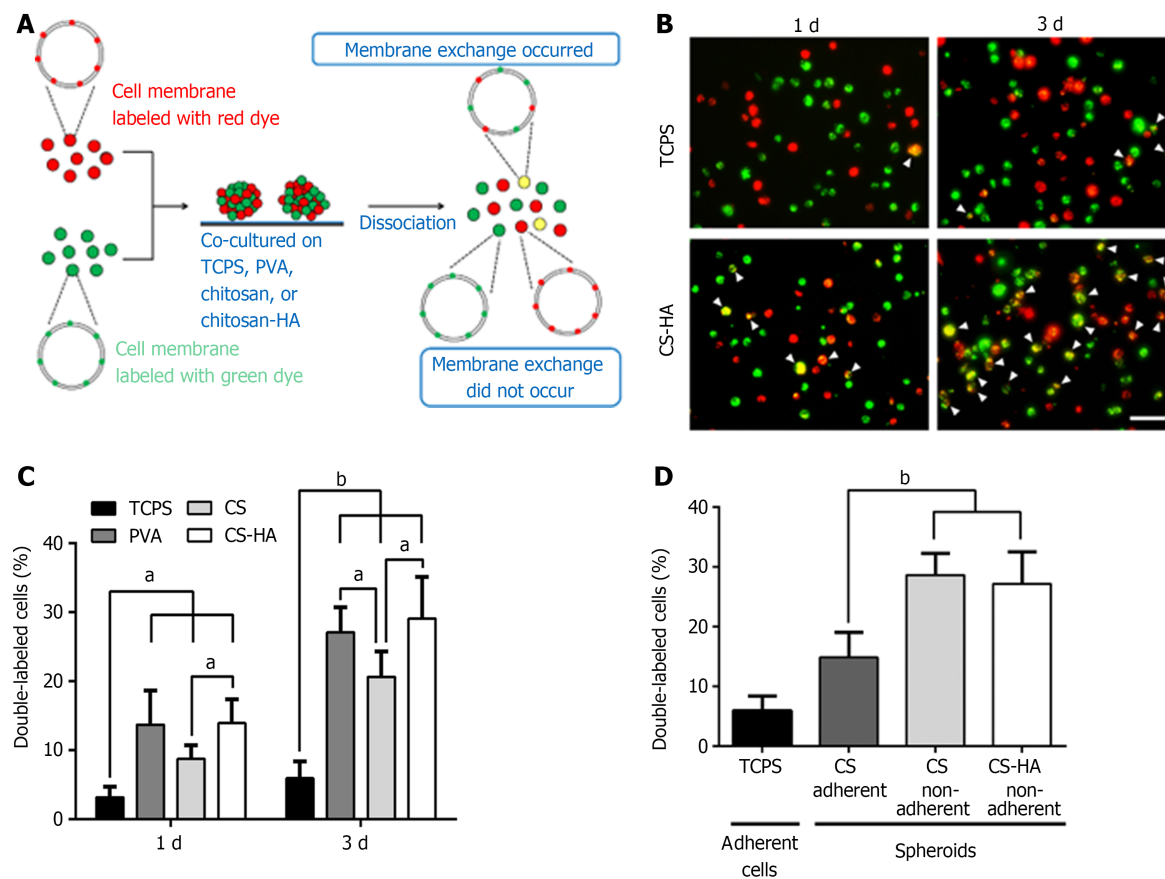 A
Membrane exchange occurred
Cell membrane
labeled with red dye
Co-cultured on
TCPS, PVA,
chitosan, or
chitosan-HA
Dissociation
Cell membrane
labeled with green dye
Membrane exchange
did not occur
B
1 d
3 d
TCPS
CS-HA
C
TCPS
CS
PVA
CS-HA
Double-labeled cells (%)
40
30
20
10
0
a
a
b
a
a
1 d
3 d
D
Double-labeled cells (%)
40
30
20
10
0
b
TCPS
CS
adherent
CS
non-
adherent
CS-HA
non-
adherent
Adherent
cells
Spheroids